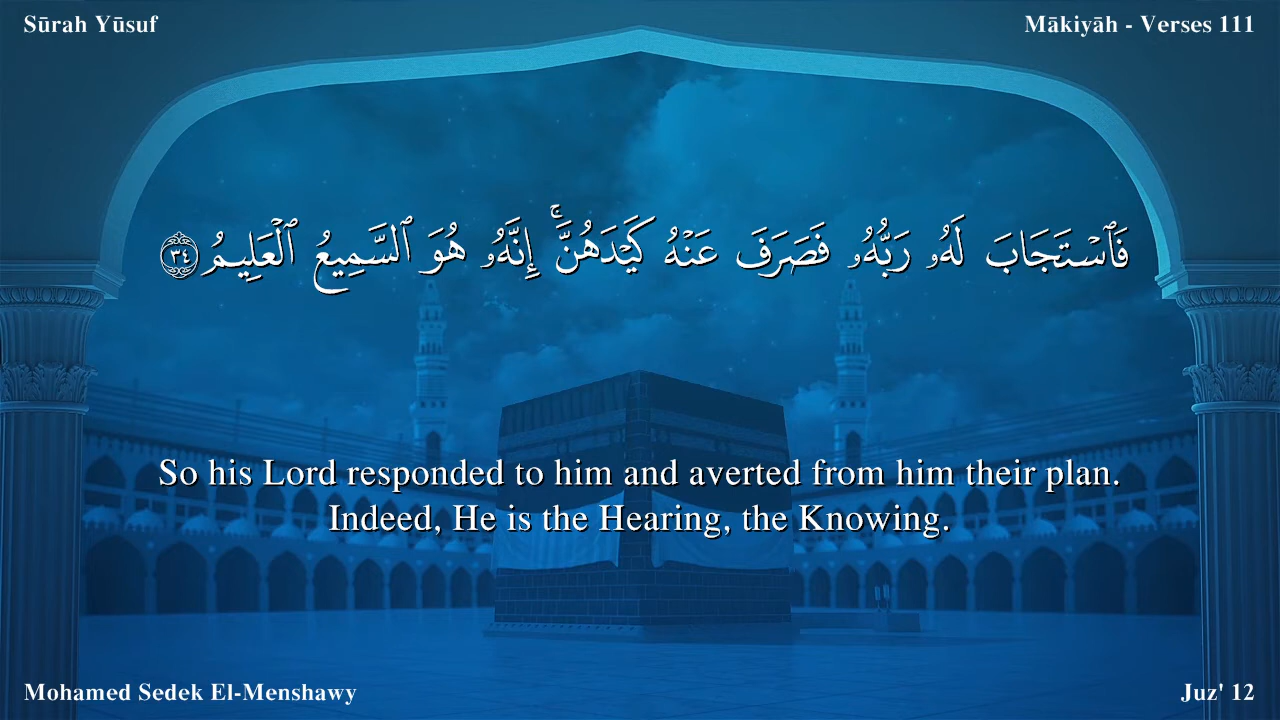 Sūrah Yūsuf
Mākiyāh - Verses 111
فَٱسْتَجَابَ لَهُۥ رَبُّهُۥ فَصَرَفَ عَنْهُ كَيْدَهُنَّ ۚ إِنَّهُۥ هُوَ ٱلسَّمِيعُ ٱلْعَلِيمُ ٣٤
So his Lord responded to him and averted from him their plan.
Indeed, He is the Hearing, the Knowing.
Mohamed Sedek El-Menshawy
Juz' 12